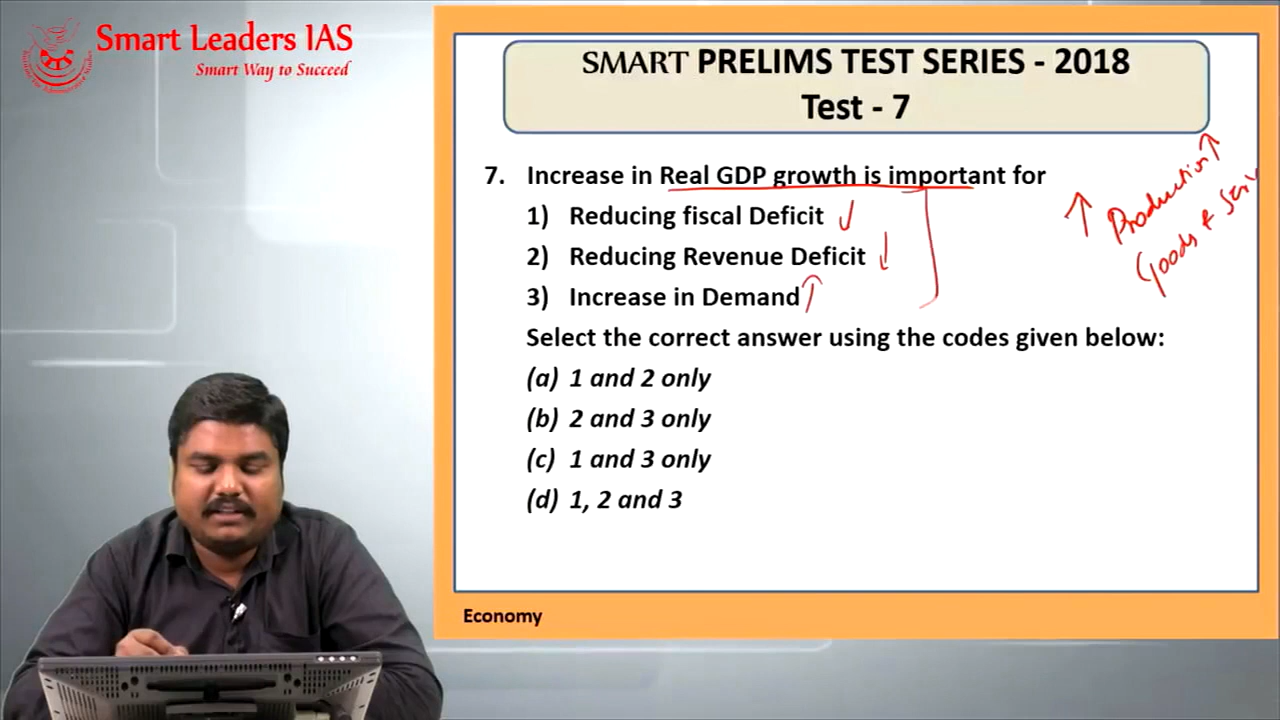 Smart Leaders IAS
Smart Way to Succeed
SMART PRELIMS TEST SERIES - 2018
Test - 7
7. Increase in Real GDP growth is important for
1) Reducing fiscal Deficit
2) Reducing Revenue Deficit
3) Increase in Demand
Select the correct answer using the codes given below:
(a) 1 and 2 only
(b) 2 and 3 only
(c) 1 and 3 only
(d) 1, 2 and 3
↑ Production ↑
Goods &
Economy